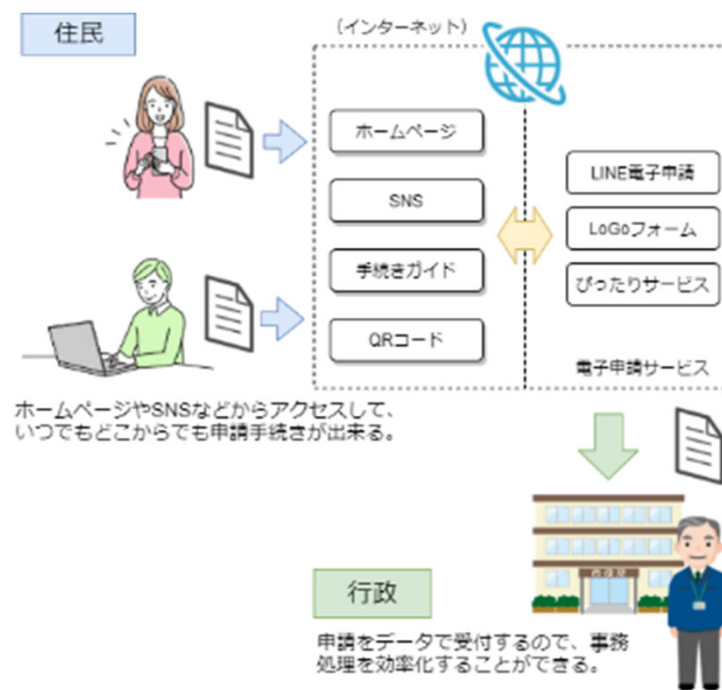 住民
（インターネット）
ホームページ
SNS
手続きガイド
QRコード
LINE電子申請
LoGoフォーム
ぴったりサービス
電子申請サービス
ホームページやSNSなどからアクセスして、
いつでもどこからでも申請手続きが出来る。
行政
申請をデータで受付するので、事務
処理を効率化することができる。